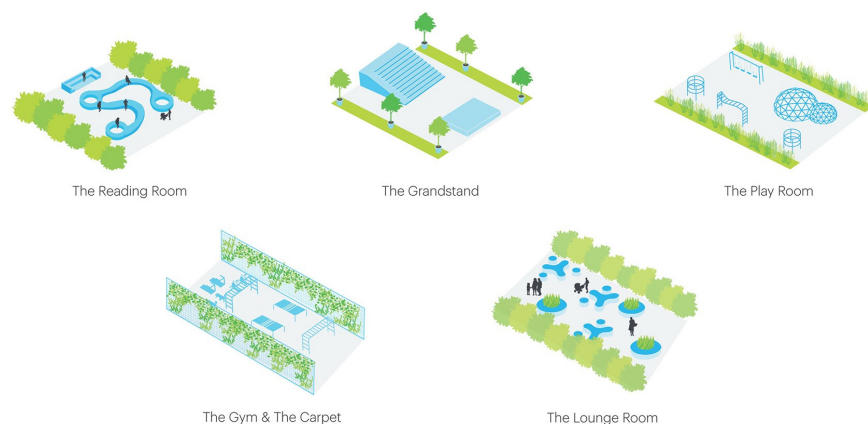 The Reading Room
The Grandstand
The Play Room
The Gym & The Carpet
The Lounge Room